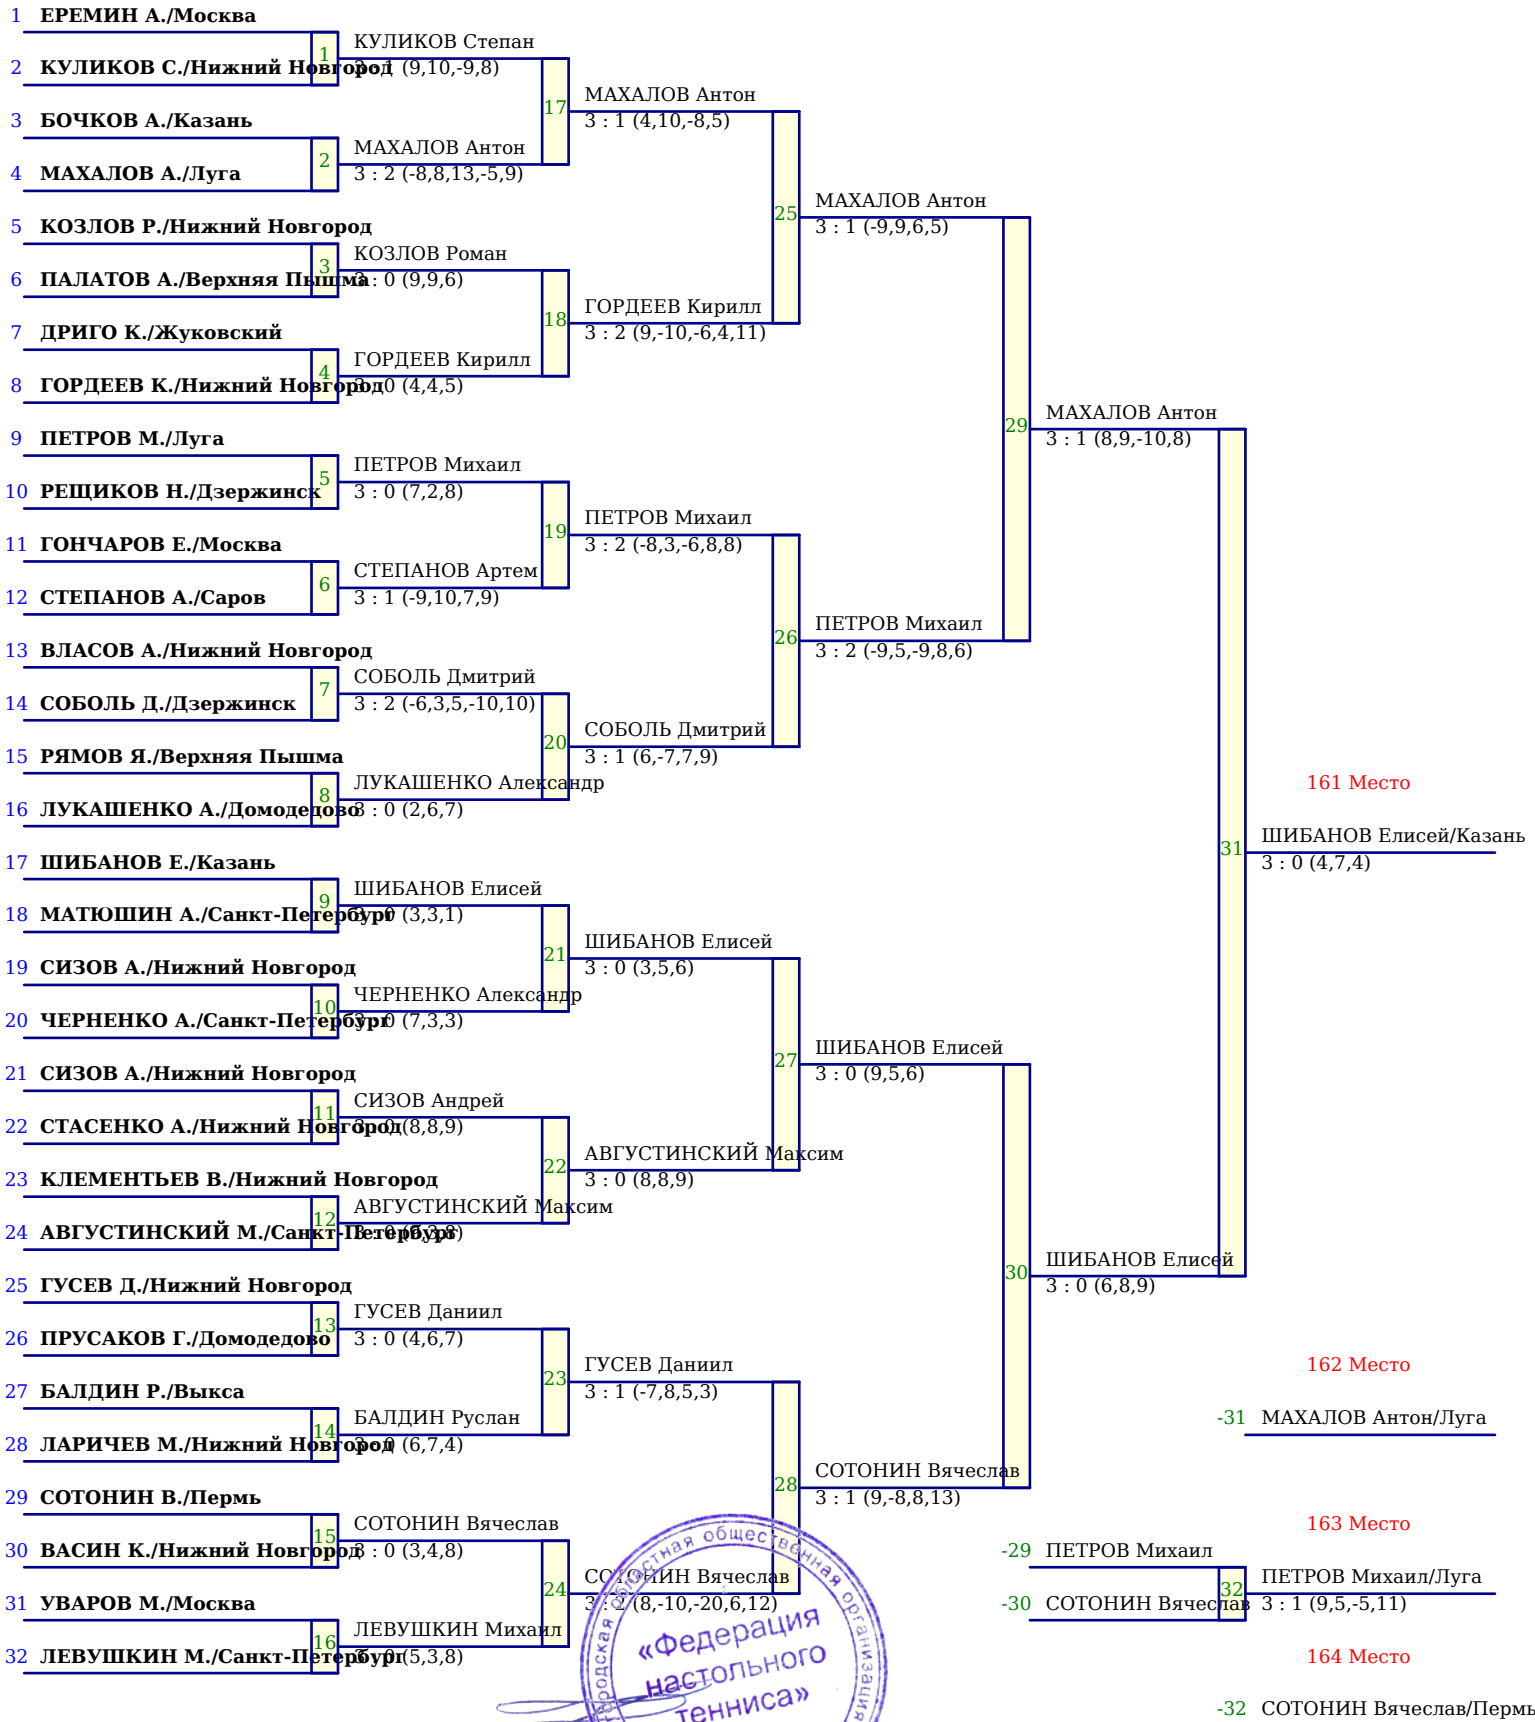 1 ЕРЕМИН А./Москва
КУЛИКОВ Степан
1
2 КУЛИКОВ С./Нижний Новгород
3 : 1 (9,10,-9,8)
МАХАЛОВ Антон
17
3 : 1 (4,10,-8,5)
3 БОЧКОВ А./Казань
МАХАЛОВ Антон
2
4 МАХАЛОВ А./Луга
3 : 2 (-8,8,13,-5,9)
МАХАЛОВ Антон
25
3 : 1 (-9,9,6,5)
5 КОЗЛОВ Р./Нижний Новгород
КОЗЛОВ Роман
3
6 ПАЛАТОВ А./Верхняя Пышма
3 : 0 (9,9,6)
ГОРДЕЕВ Кирилл
18
3 : 2 (9,-10,-6,4,11)
7 ДРИГО К./Жуковский
ГОРДЕЕВ Кирилл
4
8 ГОРДЕЕВ К./Нижний Новгород
3 : 0 (4,4,5)
МАХАЛОВ Антон
29
3 : 1 (8,9,-10,8)
9 ПЕТРОВ М./Луга
ПЕТРОВ Михаил
5
10 РЕЩИКОВ Н./Дзержинск
3 : 0 (7,2,8)
ПЕТРОВ Михаил
19
3 : 2 (-8,3,-6,8,8)
11 ГОНЧАРОВ Е./Москва
СТЕПАНОВ Артем
6
12 СТЕПАНОВ А./Саров
3 : 1 (-9,10,7,9)
ПЕТРОВ Михаил
26
3 : 2 (-9,5,-9,8,6)
13 ВЛАСОВ А./Нижний Новгород
СОБОЛЬ Дмитрий
7
14 СОБОЛЬ Д./Дзержинск
3 : 2 (-6,3,5,-10,10)
СОБОЛЬ Дмитрий
20
3 : 1 (6,-7,7,9)
15 РЯМОВ Я./Верхняя Пышма
ЛУКАШЕНКО Александр
8
16 ЛУКАШЕНКО А./Домодедово
3 : 0 (2,6,7)
161 Место
ШИБАНОВ Елисей/Казань
31
3 : 0 (4,7,4)
17 ШИБАНОВ Е./Казань
ШИБАНОВ Елисей
9
18 МАТЮШИН А./Санкт-Петербург
3 : 0 (3,3,1)
ШИБАНОВ Елисей
21
3 : 0 (3,5,6)
19 СИЗОВ А./Нижний Новгород
ЧЕРНЕНКО Александр
10
20 ЧЕРНЕНКО А./Санкт-Петербург
3 : 0 (7,3,3)
ШИБАНОВ Елисей
27
3 : 0 (9,5,6)
21 СИЗОВ А./Нижний Новгород
СИЗОВ Андрей
11
22 СТАСЕНКО А./Нижний Новгород
3 : 0 (8,8,9)
АВГУСТИНСКИЙ Максим
22
3 : 0 (8,8,9)
23 КЛЕМЕНТЬЕВ В./Нижний Новгород
АВГУСТИНСКИЙ Максим
12
24 АВГУСТИНСКИЙ М./Санкт-Петербург
ШИБАНОВ Елисей
30
3 : 0 (6,8,9)
25 ГУСЕВ Д./Нижний Новгород
ГУСЕВ Даниил
13
26 ПРУСАКОВ Г./Домодедово
3 : 0 (4,6,7)
ГУСЕВ Даниил
23
3 : 1 (-7,8,5,3)
162 Место
-31 МАХАЛОВ Антон/Луга
27 БАЛДИН Р./Выкса
БАЛДИН Руслан
14
28 ЛАРИЧЕВ М./Нижний Новгород
3 : 0 (6,7,4)
СОТОНИН Вячеслав
28
3 : 1 (9,-8,8,13)
29 СОТОНИН В./Пермь
СОТОНИН Вячеслав
15
30 ВАСИН К./Нижний Новгород
3 : 0 (3,4,8)
СОТОНИН Вячеслав
24
3 : 2 (8,-10,-20,6,12)
31 УВАРОВ М./Москва
ЛЕВУШКИН Михаил
16
32 ЛЕВУШКИН М./Санкт-Петербург
3 : 0 (5,3,8)
163 Место
-29 ПЕТРОВ Михаил
ПЕТРОВ Михаил/Луга
32
-30 СОТОНИН Вячеслав
3 : 1 (9,5,-5,11)
164 Место
-32 СОТОНИН Вячеслав/Пермь
областная общественная организация
«Федерация
настольного
тенниса»